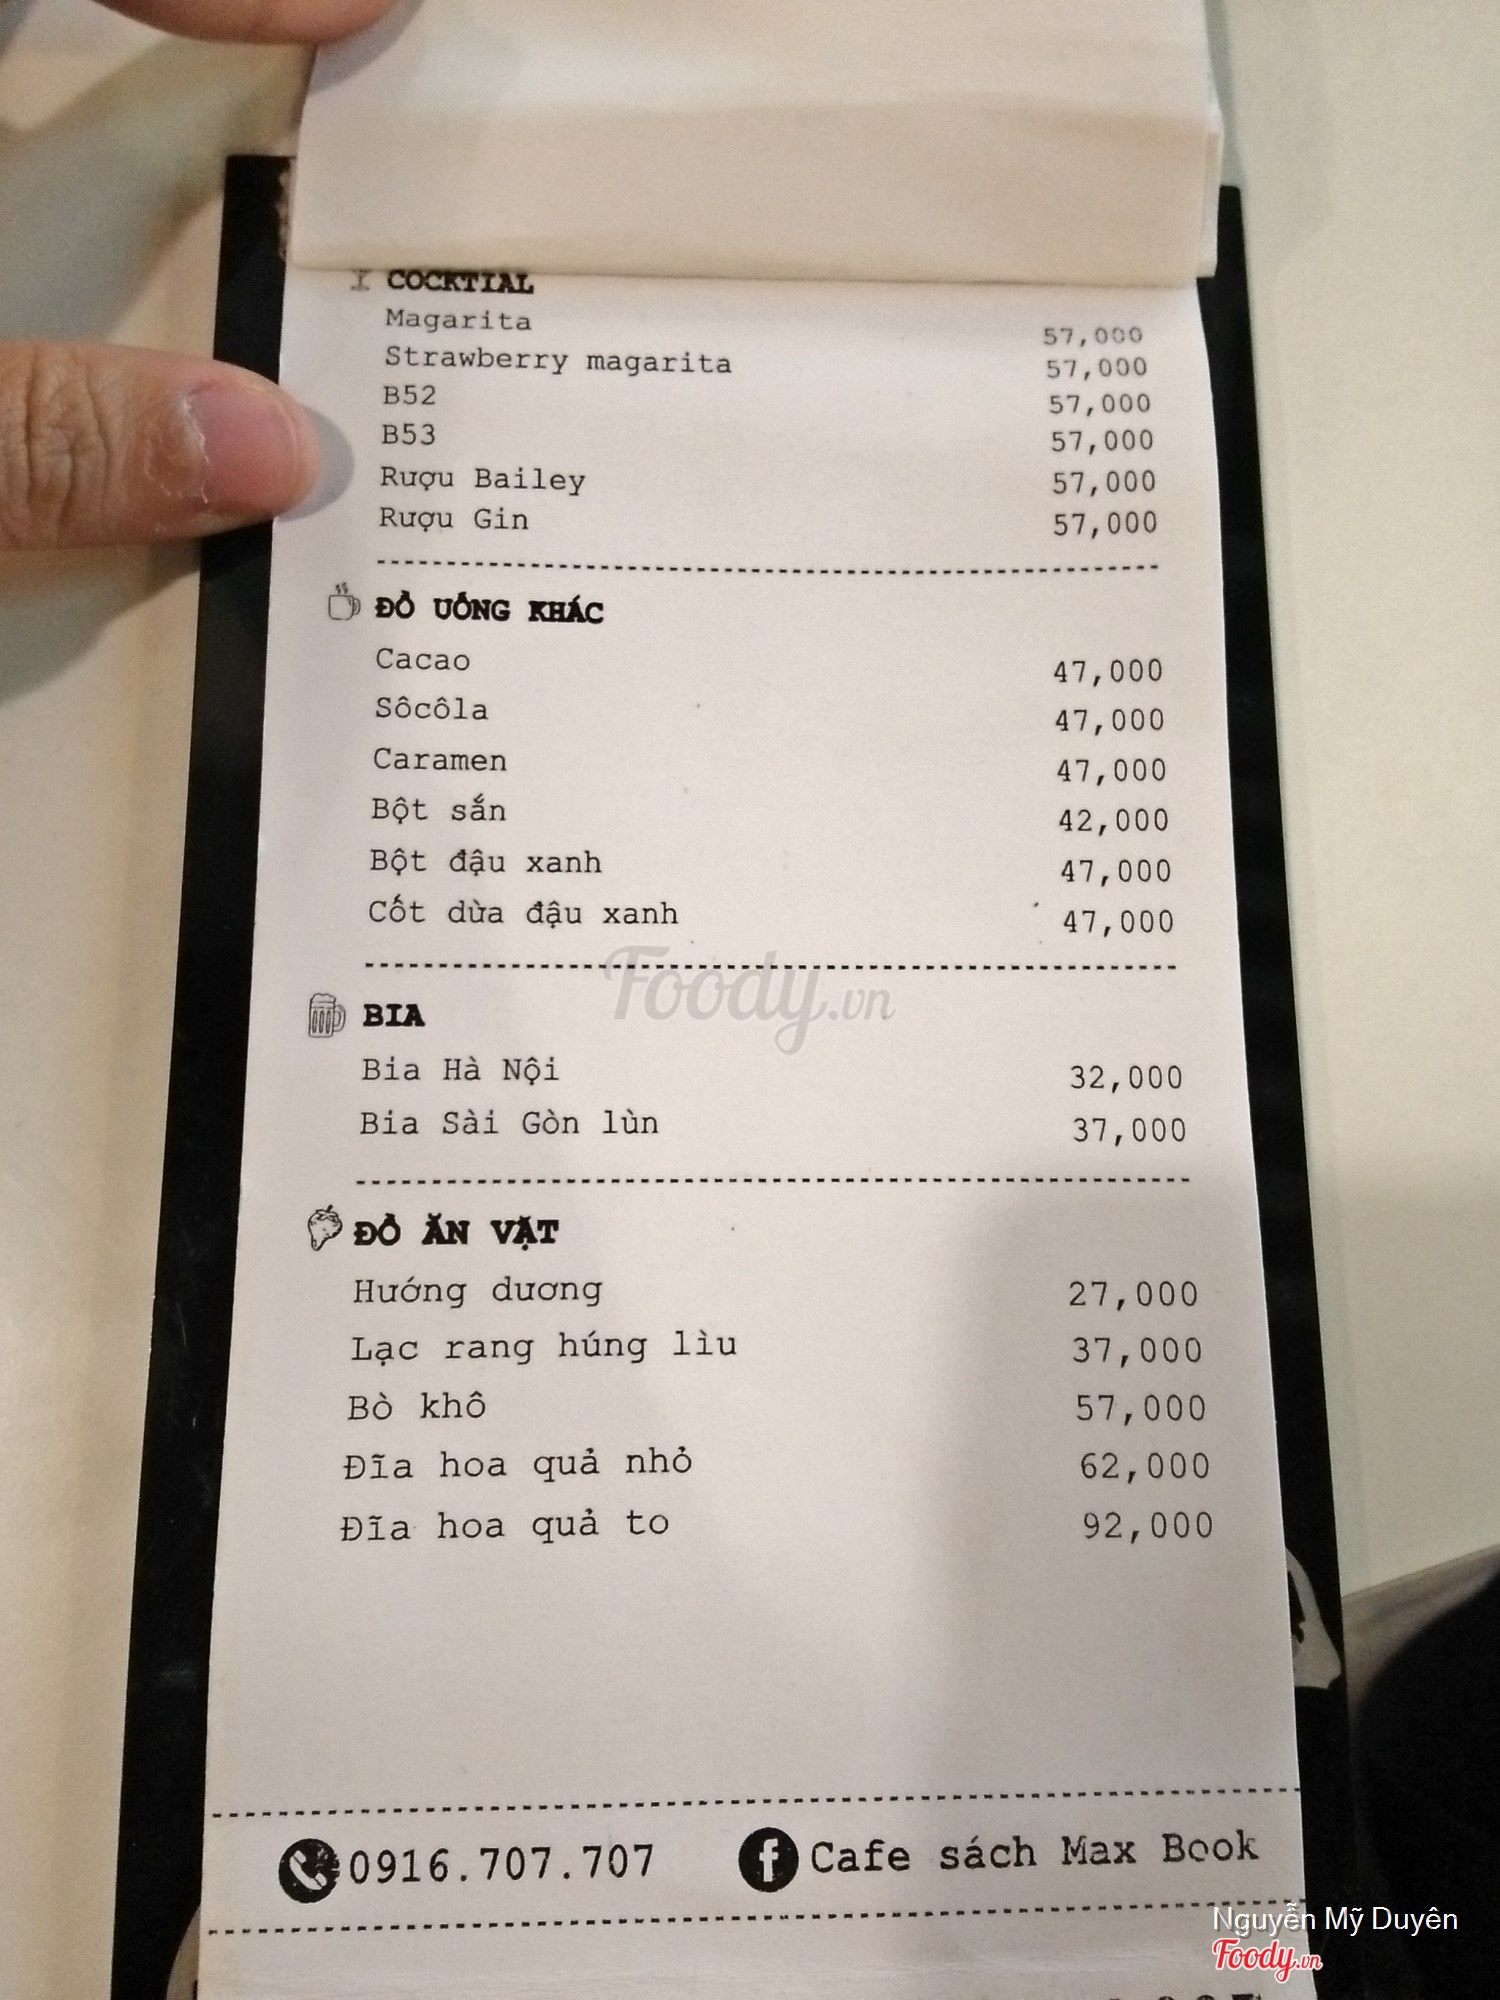 COCKTIAL
Magarita 57,000
Strawberry magarita 57,000
B52 57,000
B53 57,000
Rượu Bailey 57,000
Rượu Gin 57,000
ĐỒ UỐNG KHÁC
Cacao 47,000
Sôcôla 47,000
Caramen 47,000
Bột sắn 42,000
Bột đậu xanh 47,000
Cốt dừa đậu xanh 47,000
Foody.vn
BIA
Bia Hà Nội 32,000
Bia Sài Gòn lùn 37,000
ĐỒ ĂN VẶT
Hướng dương 27,000
Lạc rang húng lìu 37,000
Bò khô 57,000
Đĩa hoa quả nhỏ 62,000
Đĩa hoa quả to 92,000
0916.707.707 Cafe sách Max Book
Nguyễn Mỹ Duyên
Foody.vn